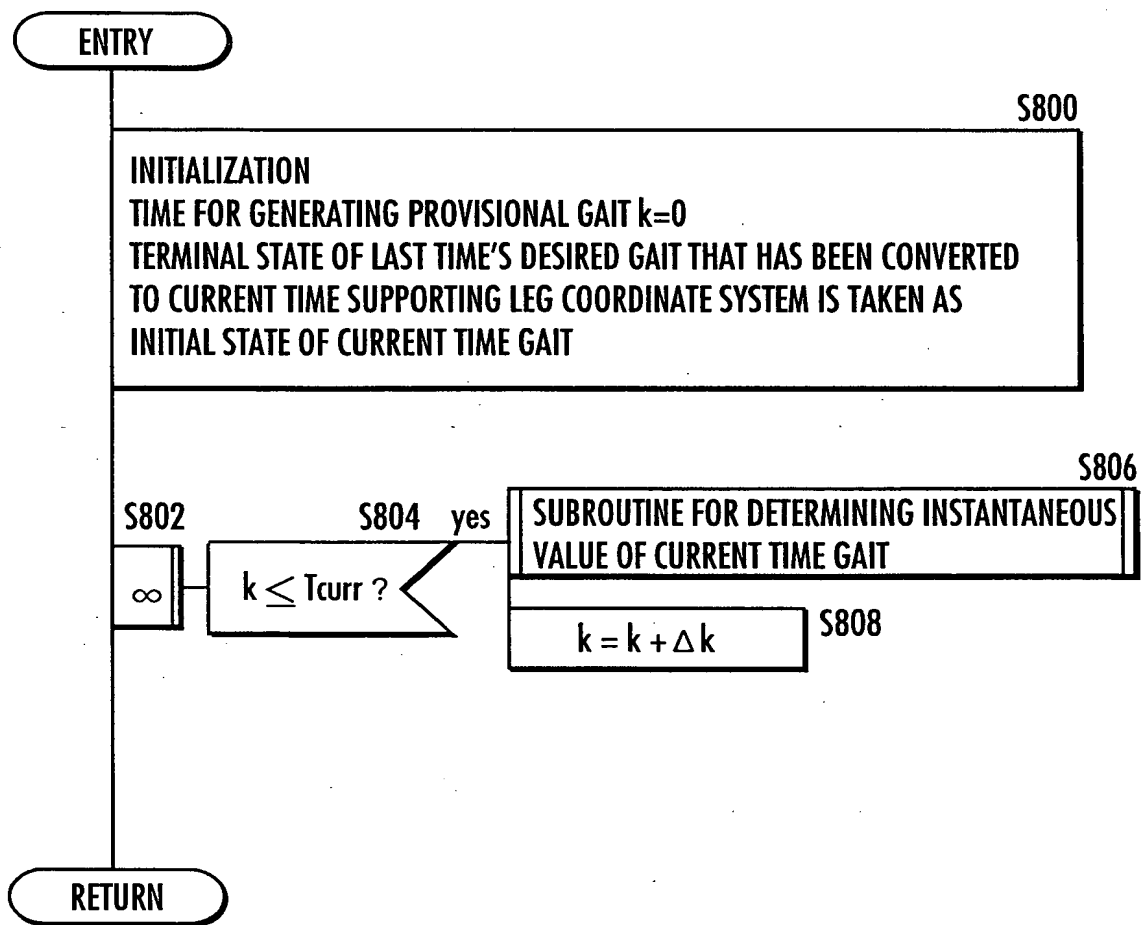 ENTRY
S800
INITIALIZATION
TIME FOR GENERATING PROVISIONAL GAIT k=0
TERMINAL STATE OF LAST TIME'S DESIRED GAIT THAT HAS BEEN CONVERTED
TO CURRENT TIME SUPPORTING LEG COORDINATE SYSTEM IS TAKEN AS
INITIAL STATE OF CURRENT TIME GAIT
S802
∞
S804
k ≤ Tcurr ?
yes
S806
SUBROUTINE FOR DETERMINING INSTANTANEOUS
VALUE OF CURRENT TIME GAIT
S808
k = k + Δ k
RETURN